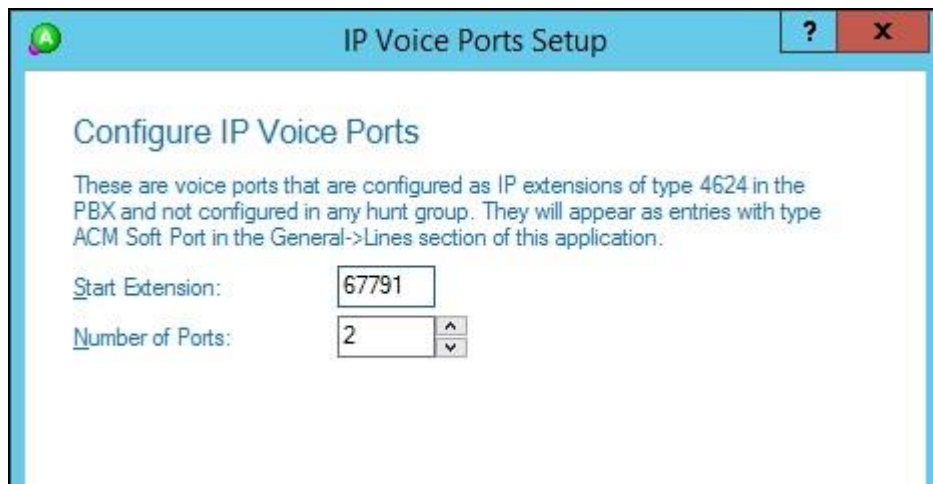 IP Voice Ports Setup
?
x
Configure IP Voice Ports
These are voice ports that are configured as IP extensions of type 4624 in the
PBX and not configured in any hunt group. They will appear as entries with type
ACM Soft Port in the General->Lines section of this application.
Start Extension: 67791
Number of Ports: 2